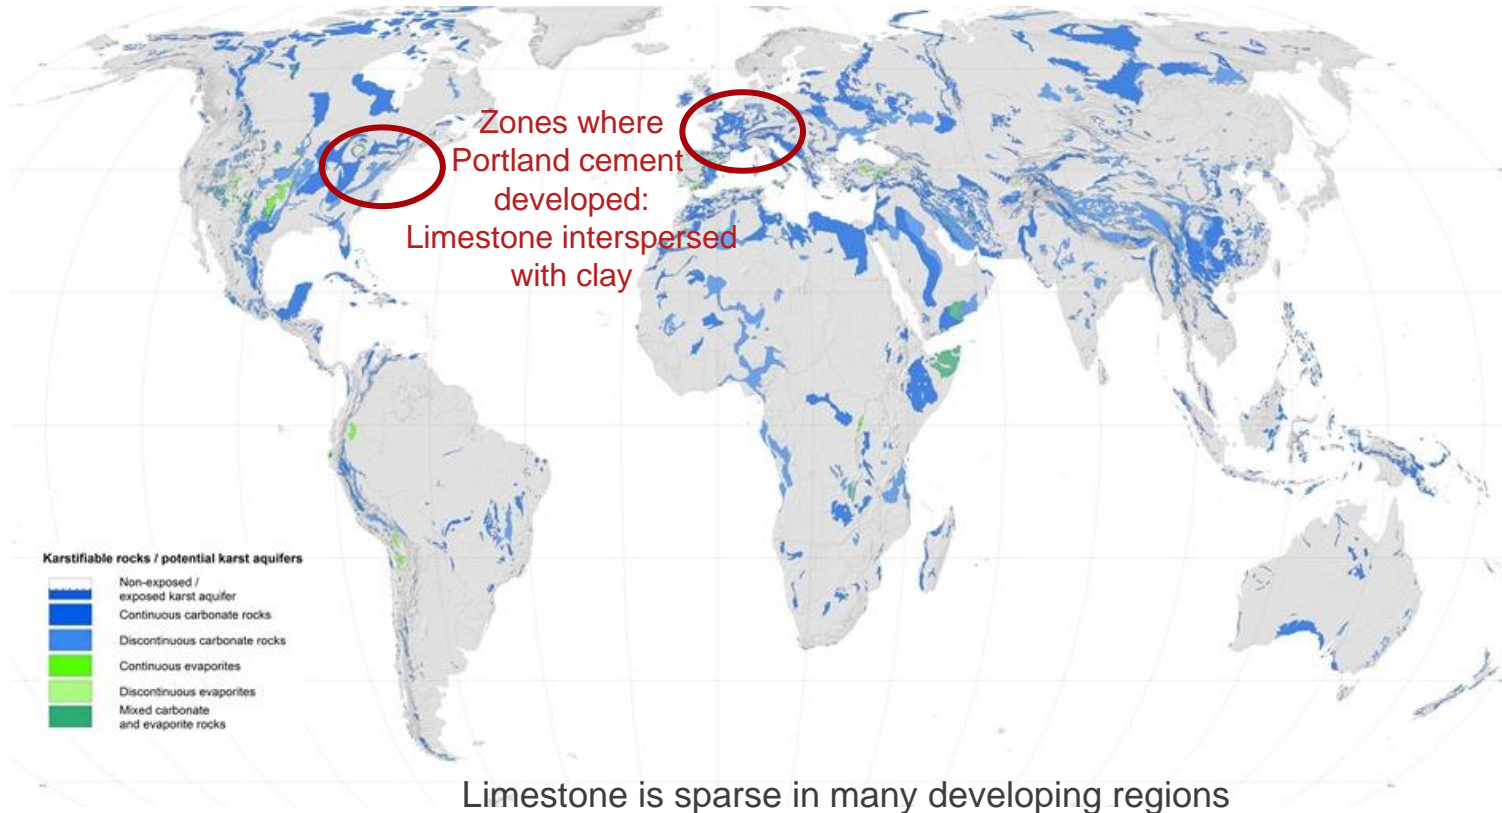 Zones where
Portland cement
developed:
Limestone interspersed
with clay
Karstifiable rocks / potential karst aquifers
Non-exposed /
exposed karst aquifer
Continuous carbonate rocks
Discontinuous carbonate rocks
Continuous evaporites
Discontinuous evaporites
Mixed carbonate
and evaporite rocks
Limestone is sparse in many developing regions